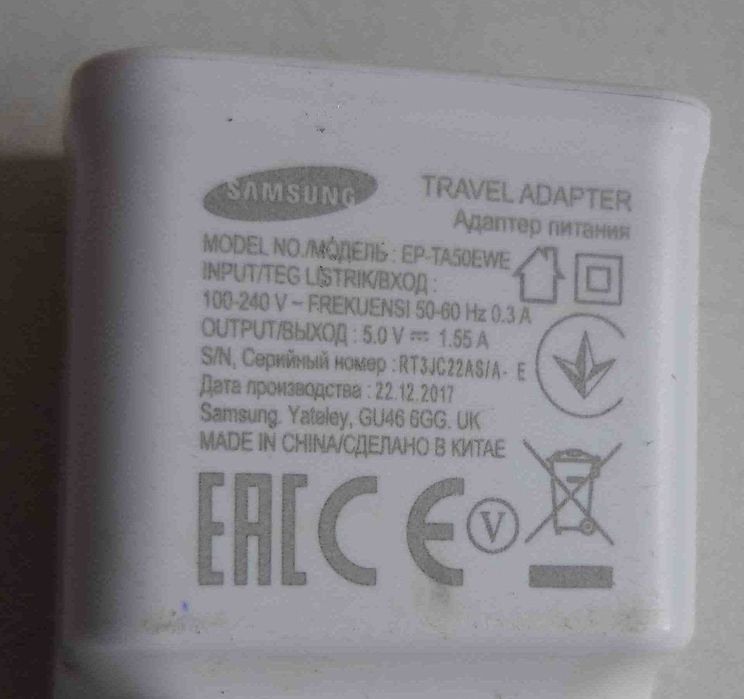 SAMSUNG
TRAVEL ADAPTER
Адаптер питания
MODEL NO./МОДЕЛЬ : EP-TA50EWE
INPUT/TEG LISTRIK/ВХОД :
100-240 V ~ FREKUENSI 50-60 Hz 0.3 A
OUTPUT/ВЫХОД : 5.0 V ⎓ 1.55 A
S/N, Серийный номер : RT3JC22AS/A- E
Дата производства : 22.12.2017
Samsung. Yateley, GU46 6GG. UK
MADE IN CHINA/СДЕЛАНО В КИТАЕ
EAC CE V